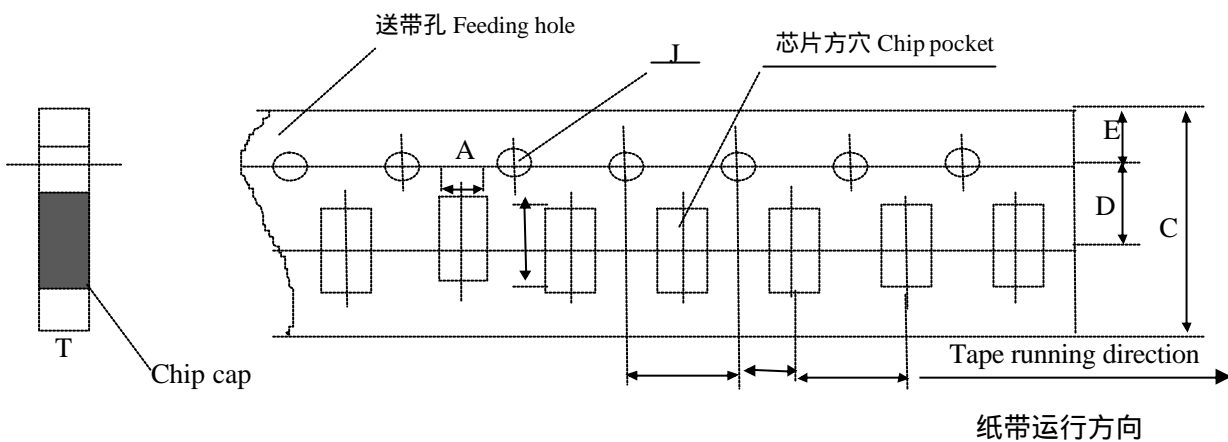 送带孔 Feeding hole
J
芯片方穴 Chip pocket
A
E
D
C
T
Chip cap
Tape running direction
纸带运行方向